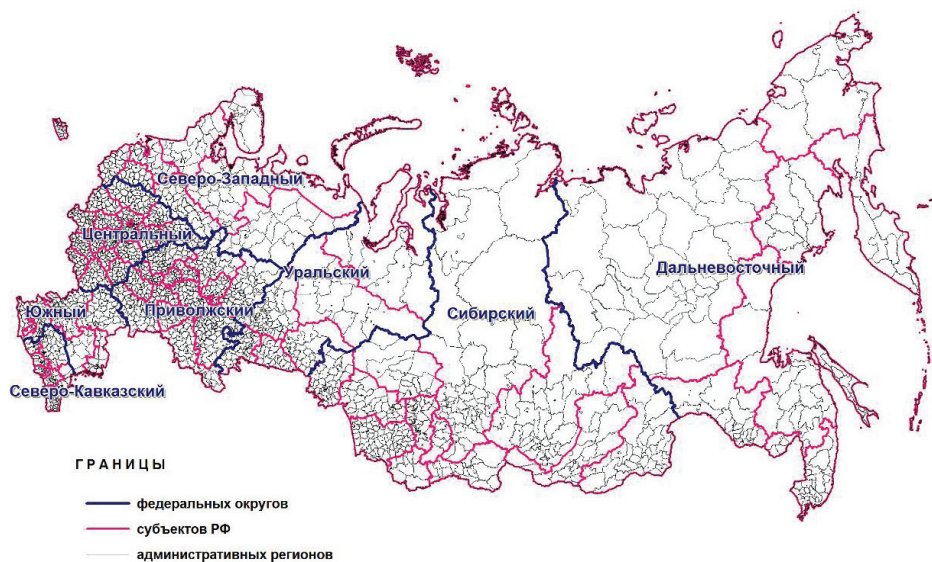 Северо-Западный
Центральный
Уральский
Дальневосточный
Южный
Приволжский
Сибирский
Северо-Кавказский
ГРАНИЦЫ
федеральных округов
субъектов РФ
административных регионов